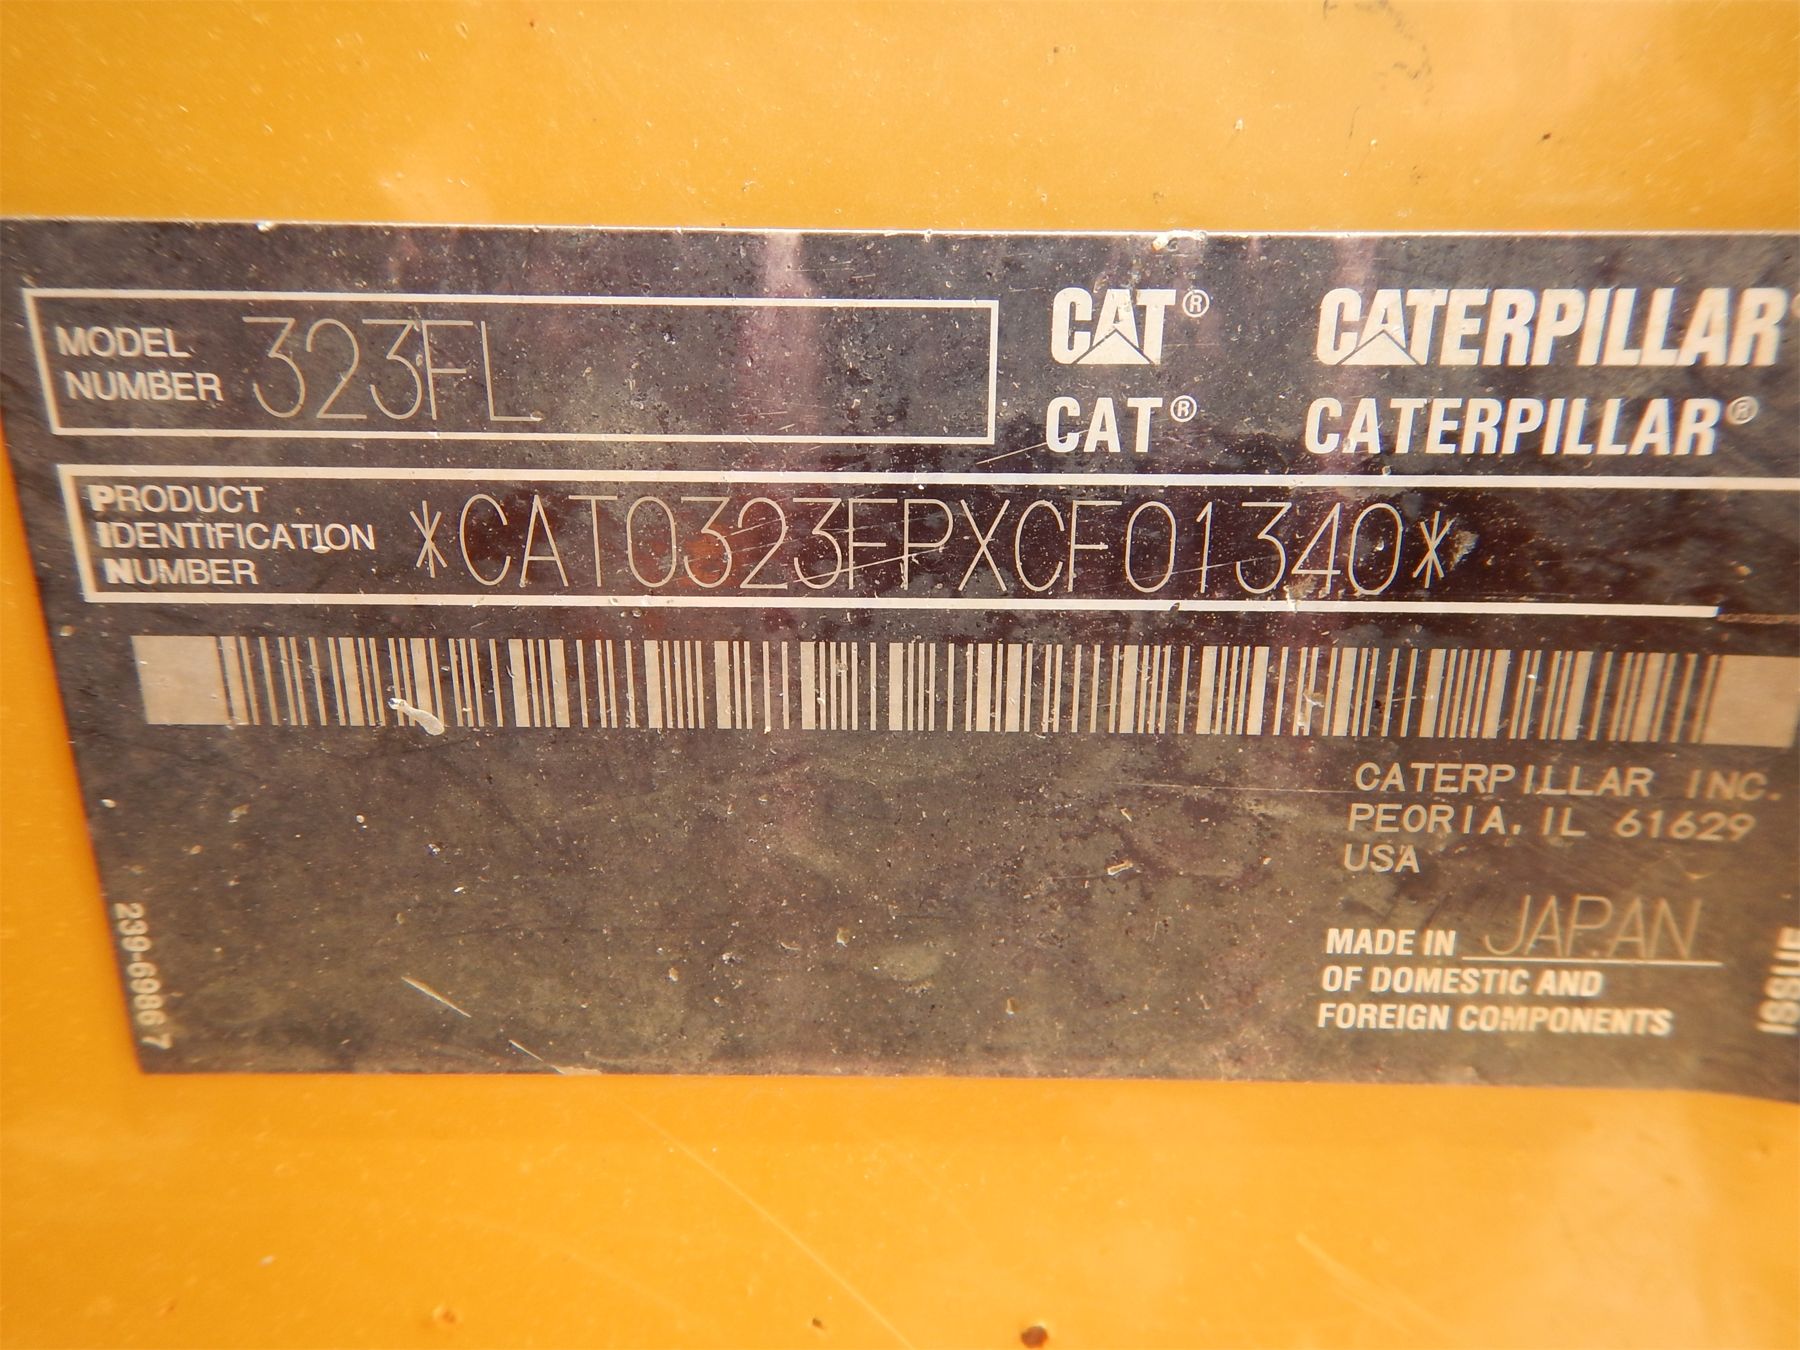 MODEL NUMBER 323FL
CAT® CATERPILLAR
CAT® CATERPILLAR®
PRODUCT IDENTIFICATION NUMBER *CAT0323FPXCF01340*
CATERPILLAR INC.
PEORIA, IL 61629
USA
MADE IN JAPAN
OF DOMESTIC AND
FOREIGN COMPONENTS
239-6986 7